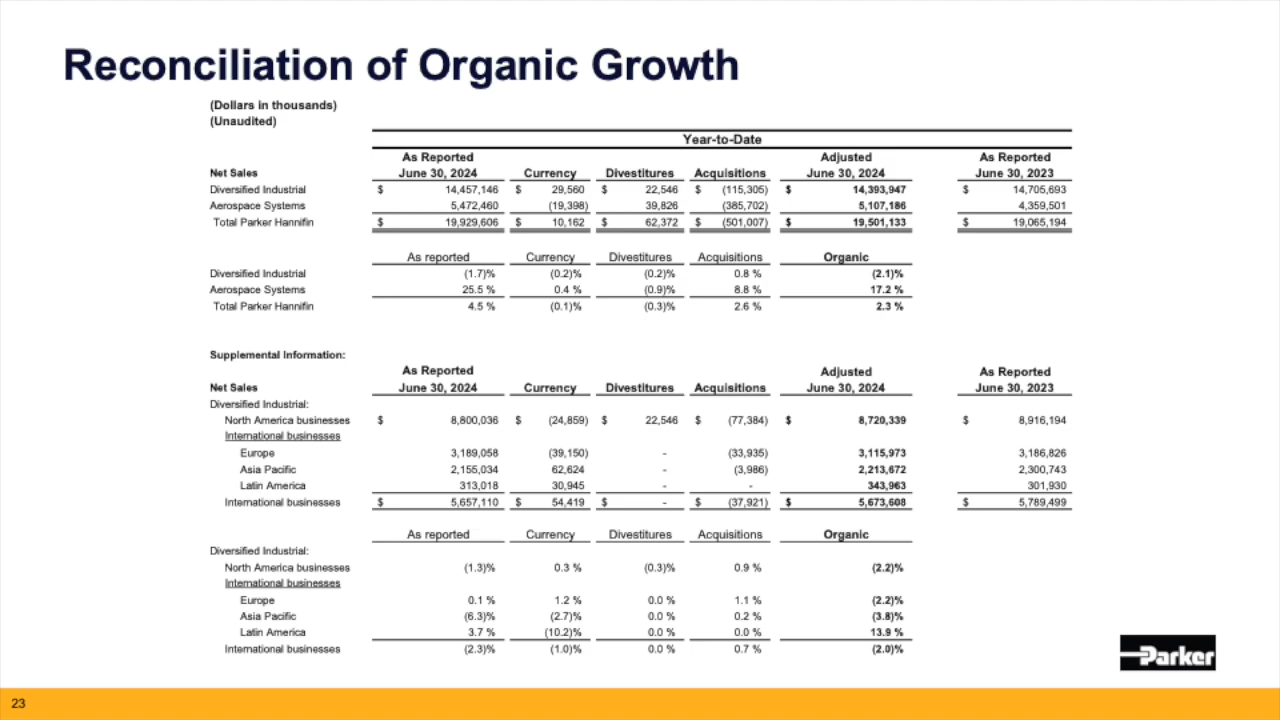 Reconciliation of Organic Growth
(Dollars in thousands)
(Unaudited)
Year-to-Date
As Reported Adjusted As Reported
Net Sales June 30, 2024 Currency Divestitures Acquisitions June 30, 2024 June 30, 2023
Diversified Industrial $ 14,457,146 $ 29,560 $ 22,546 $ (115,305) $ 14,393,947 $ 14,705,693
Aerospace Systems 5,472,460 (19,398) 39,826 (385,702) 5,107,186 4,359,501
Total Parker Hannifin $ 19,929,606 $ 10,162 $ 62,372 $ (501,007) $ 19,501,133 $ 19,065,194
As reported Currency Divestitures Acquisitions Organic
Diversified Industrial (1.7)% (0.2)% (0.2)% 0.8 % (2.1)%
Aerospace Systems 25.5 % 0.4 % (0.9)% 8.8 % 17.2 %
Total Parker Hannifin 4.5 % (0.1)% (0.3)% 2.6 % 2.3 %
Supplemental Information:
As Reported Adjusted As Reported
Net Sales June 30, 2024 Currency Divestitures Acquisitions June 30, 2024 June 30, 2023
Diversified Industrial:
North America businesses $ 8,800,036 $ (24,859) $ 22,546 $ (77,384) $ 8,720,339 $ 8,916,194
International businesses
Europe 3,189,058 (39,150) - (33,935) 3,115,973 3,186,826
Asia Pacific 2,155,034 62,624 - (3,986) 2,213,672 2,300,743
Latin America 313,018 30,945 - - 343,963 301,930
International businesses $ 5,657,110 $ 54,419 $ - $ (37,921) $ 5,673,608 $ 5,789,499
As reported Currency Divestitures Acquisitions Organic
Diversified Industrial:
North America businesses (1.3)% 0.3 % (0.3)% 0.9 % (2.2)%
International businesses
Europe 0.1 % 1.2 % 0.0 % 1.1 % (2.2)%
Asia Pacific (6.3)% (2.7)% 0.0 % 0.2 % (3.8)%
Latin America 3.7 % (10.2)% 0.0 % 0.0 % 13.9 %
International businesses (2.3)% (1.0)% 0.0 % 0.7 % (2.0)%
Parker
23